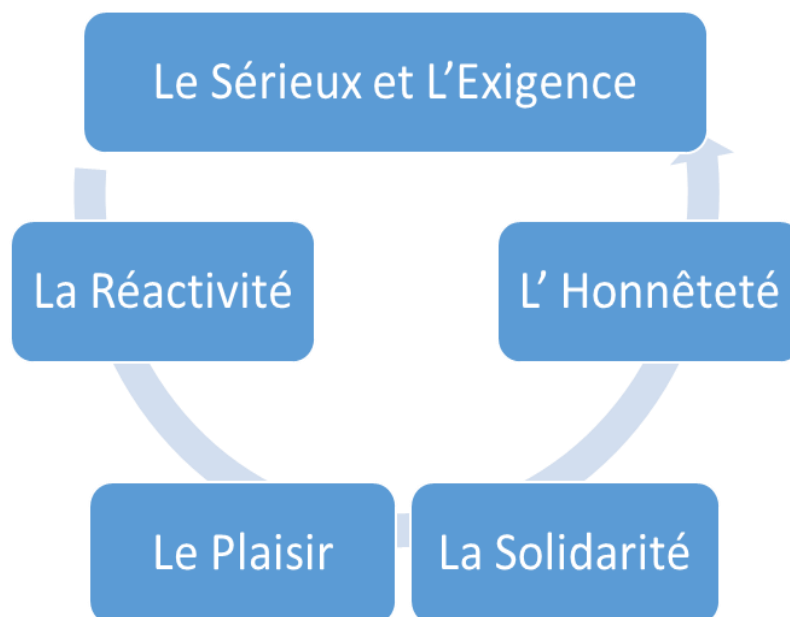 Le Sérieux et L’Exigence
La Réactivité
L’ Honnêteté
Le Plaisir
La Solidarité